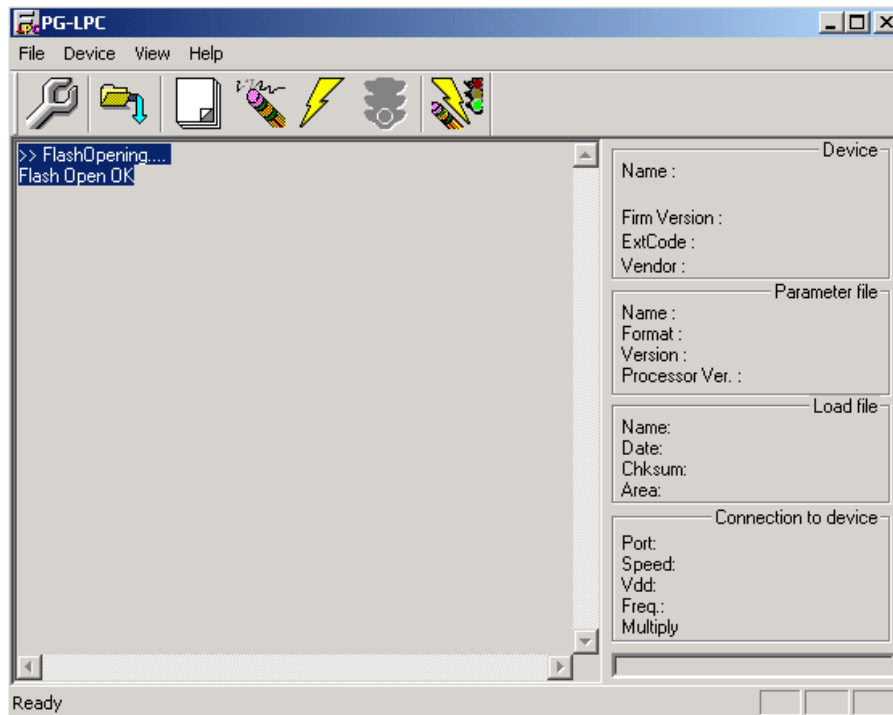 PG-LPC
File Device View Help
>> FlashOpening....
Flash Open OK
Device
Name :
Firm Version :
ExtCode :
Vendor :
Parameter file
Name :
Format :
Version :
Processor Ver. :
Load file
Name:
Date:
Chksum:
Area:
Connection to device
Port:
Speed:
Vdd:
Freq.:
Multiply
Ready